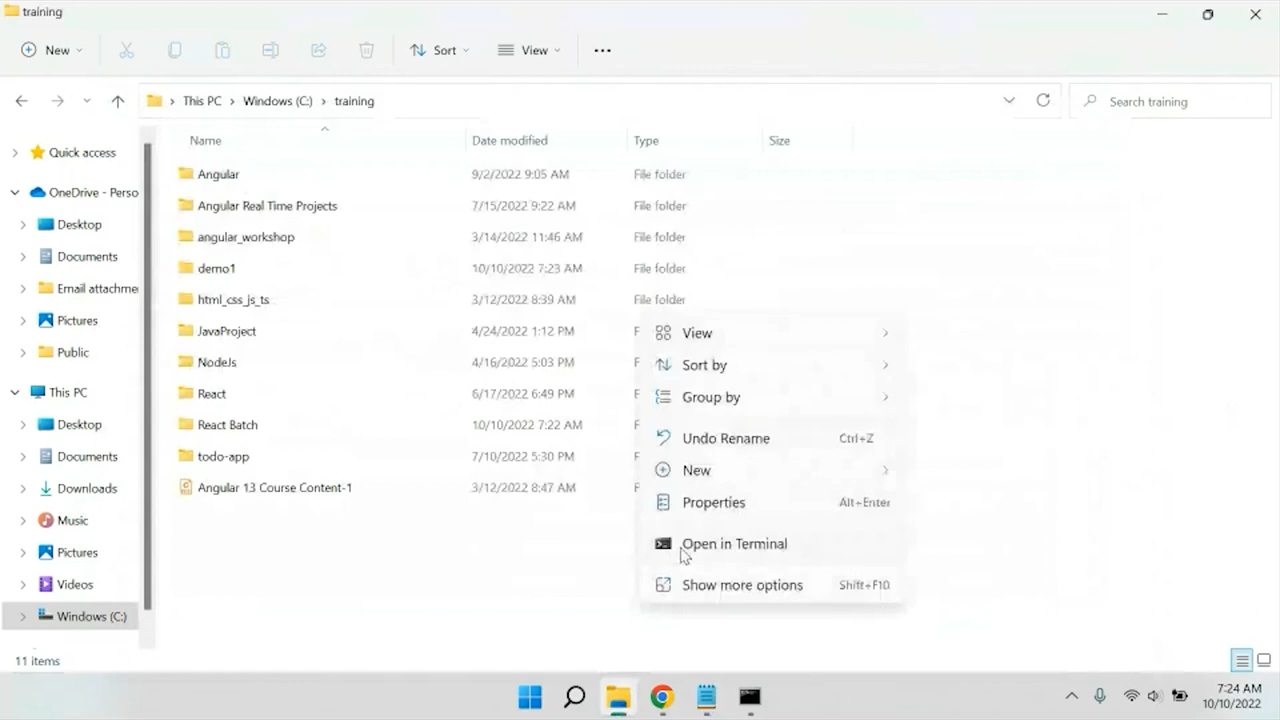 training
New
Sort
View
This PC
Windows (C:)
training
Search training
Name
Date modified
Type
Size
Quick access
OneDrive - Perso
Desktop
Documents
Email attachme
Pictures
Public
This PC
Desktop
Documents
Downloads
Music
Pictures
Videos
Windows (C:)
Angular 9/2/2022 9:05 AM File folder
Angular Real Time Projects 7/15/2022 9:22 AM File folder
angular_workshop 3/14/2022 11:46 AM File folder
demo1 10/10/2022 7:23 AM File folder
html_css_js_ts 3/12/2022 8:39 AM File folder
JavaProject 4/24/2022 1:12 PM F
NodeJs 4/16/2022 5:03 PM F
React 6/17/2022 6:49 PM F
React Batch 10/10/2022 7:22 AM F
todo-app 7/10/2022 5:30 PM F
Angular 13 Course Content-1 3/12/2022 8:47 AM F
View
Sort by
Group by
Undo Rename Ctrl+Z
New
Properties Alt+Enter
Open in Terminal
Show more options Shift+F10
11 items
7:24 AM
10/10/2022